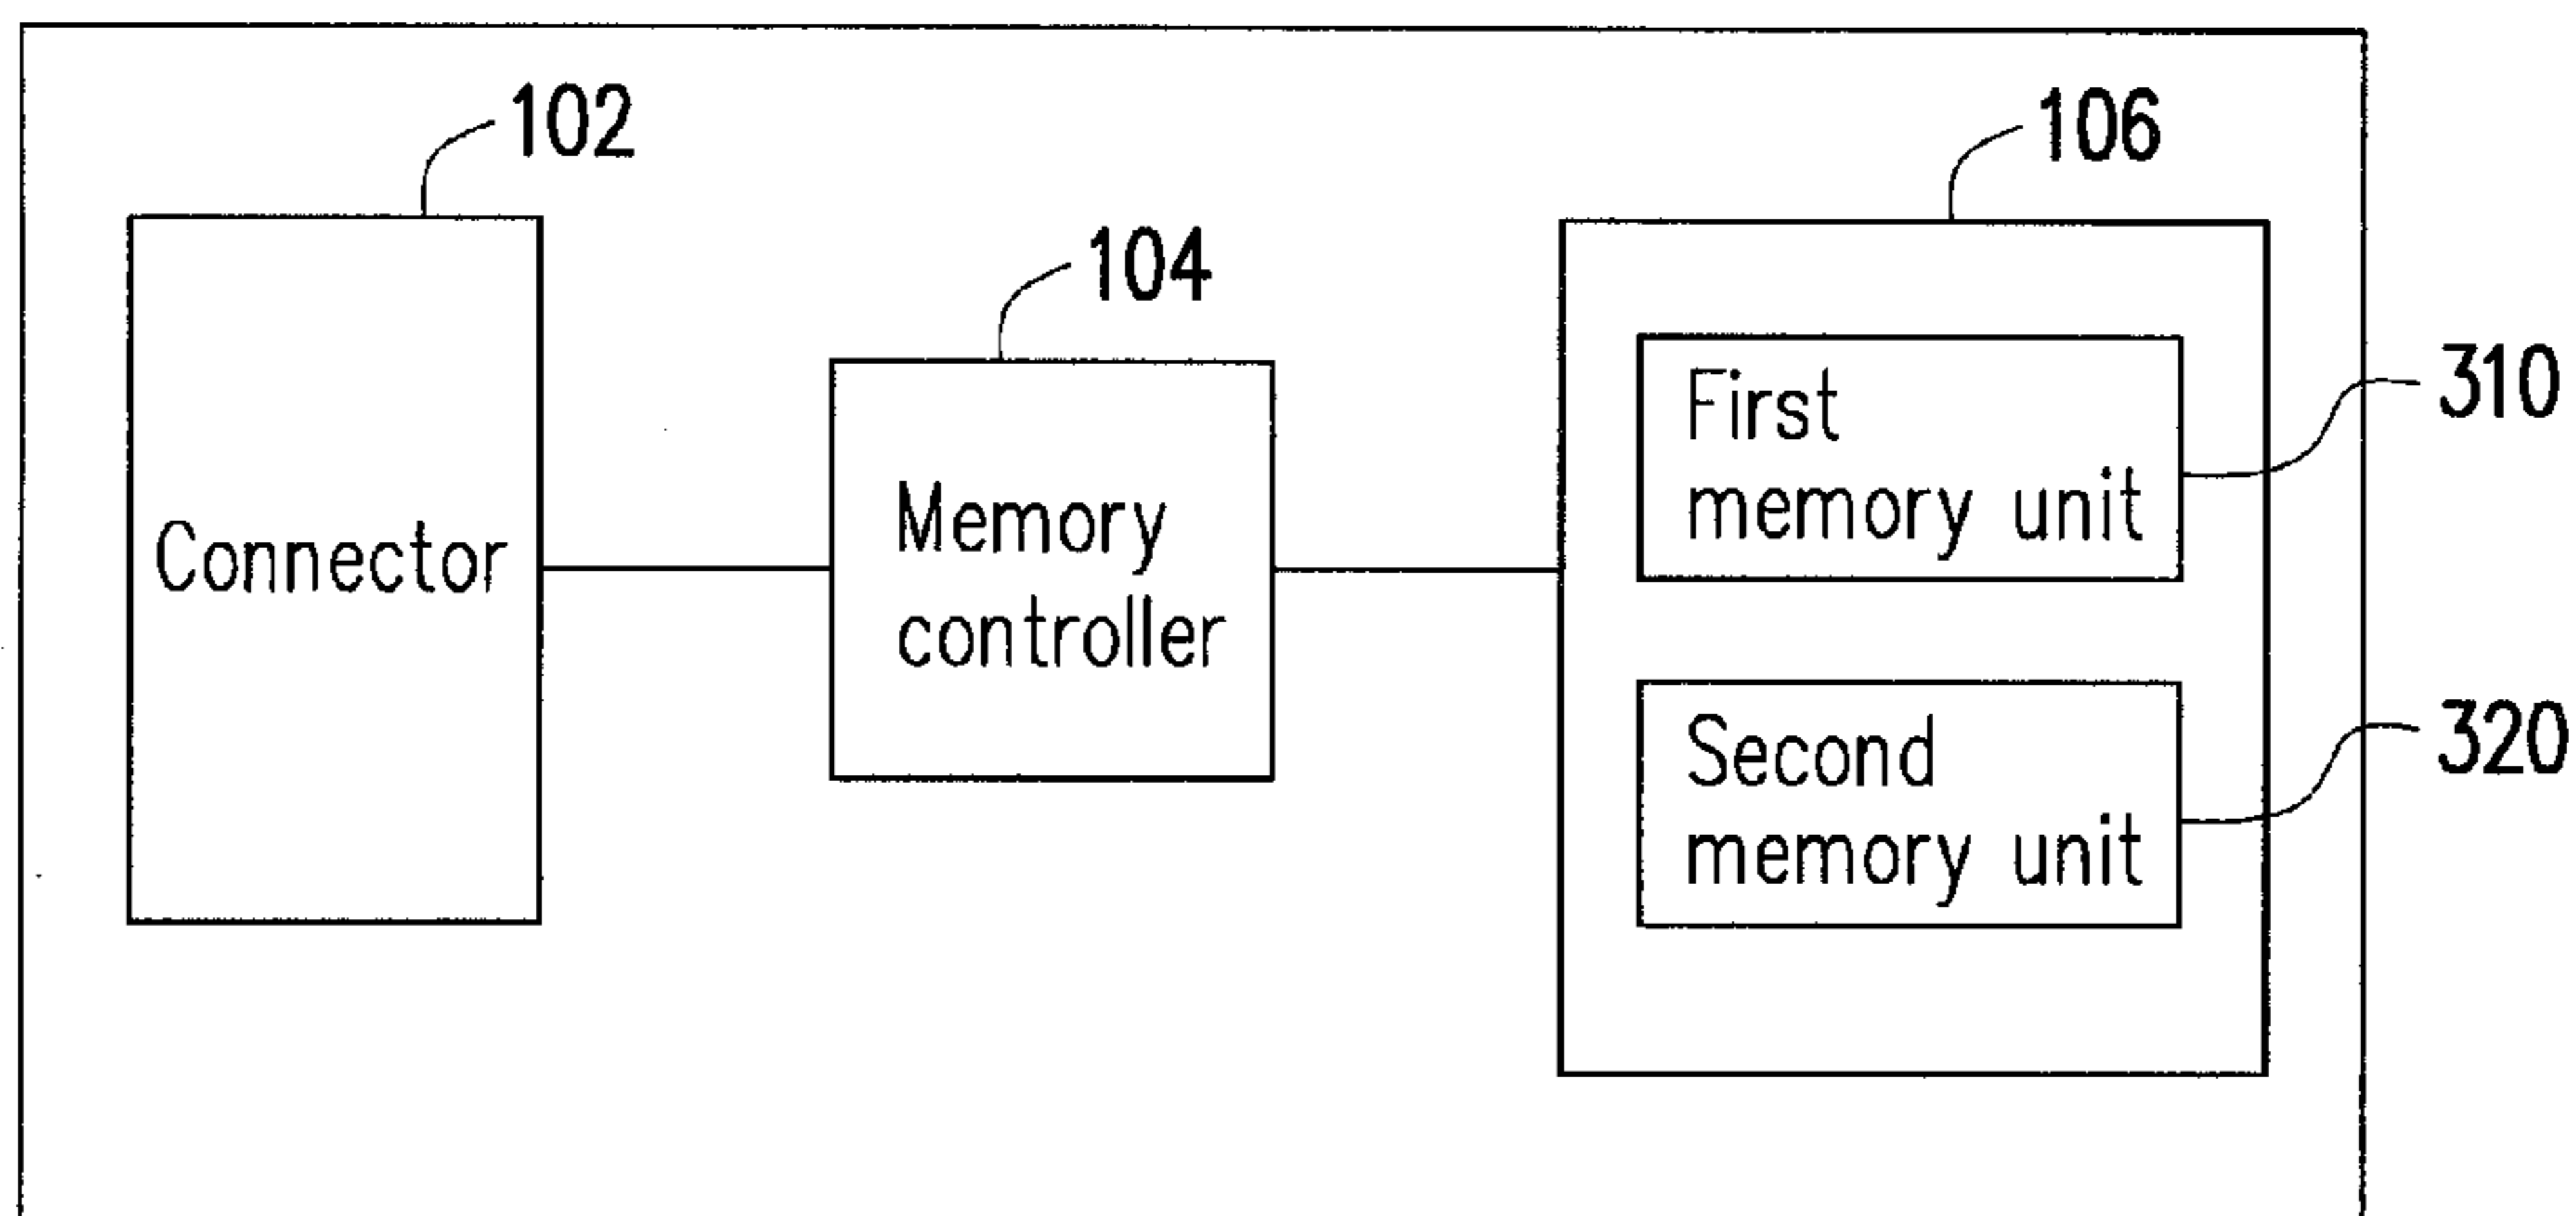 102
106
104
310
First
memory unit
Memory
controller
Connector
320
Second
memory unit